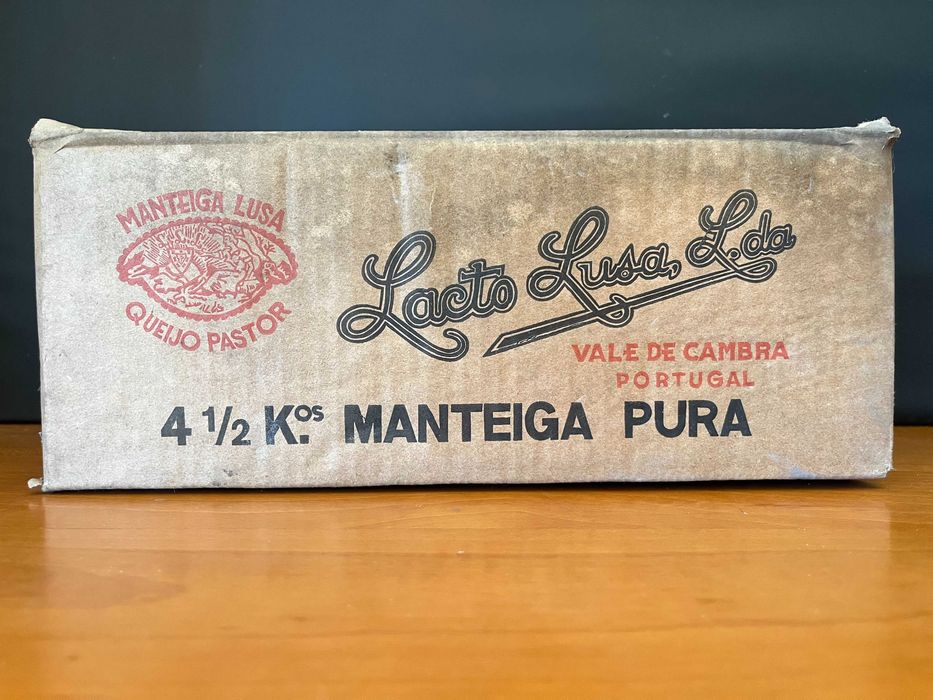 MANTEIGA LUSA
QUEIJO PASTOR
Lacto Lusa, L.da
VALE DE CAMBRA
PORTUGAL
4 1/2 K.os MANTEIGA PURA